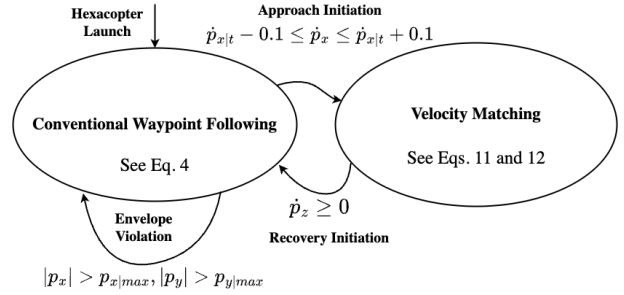 Hexacopter
Launch
Approach Initiation
ṗ_{x|t} − 0.1 ≤ ṗ_x ≤ ṗ_{x|t} + 0.1
Conventional Waypoint Following
See Eq. 4
Velocity Matching
See Eqs. 11 and 12
ṗ_z ≥ 0
Recovery Initiation
Envelope
Violation
|p_x| > p_{x|max}, |p_y| > p_{y|max}